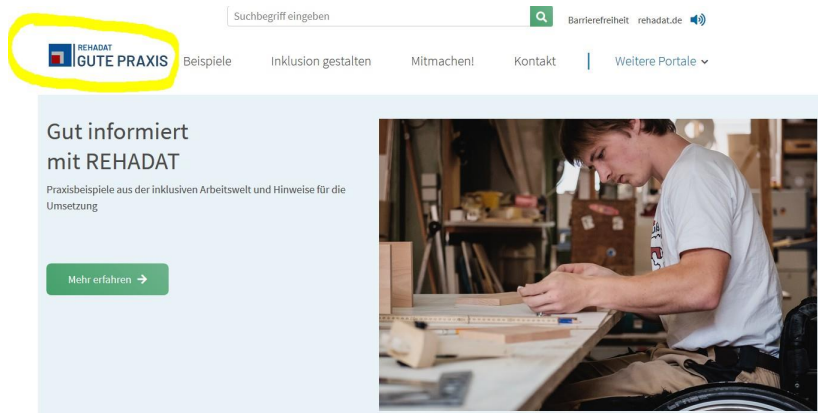 Suchbegriff eingeben
Barrierefreiheit rehadat.de
REHADAT
GUTE PRAXIS
Beispiele Inklusion gestalten Mitmachen! Kontakt Weitere Portale
Gut informiert
mit REHADAT
Praxisbeispiele aus der inklusiven Arbeitswelt und Hinweise für die
Umsetzung
Mehr erfahren →